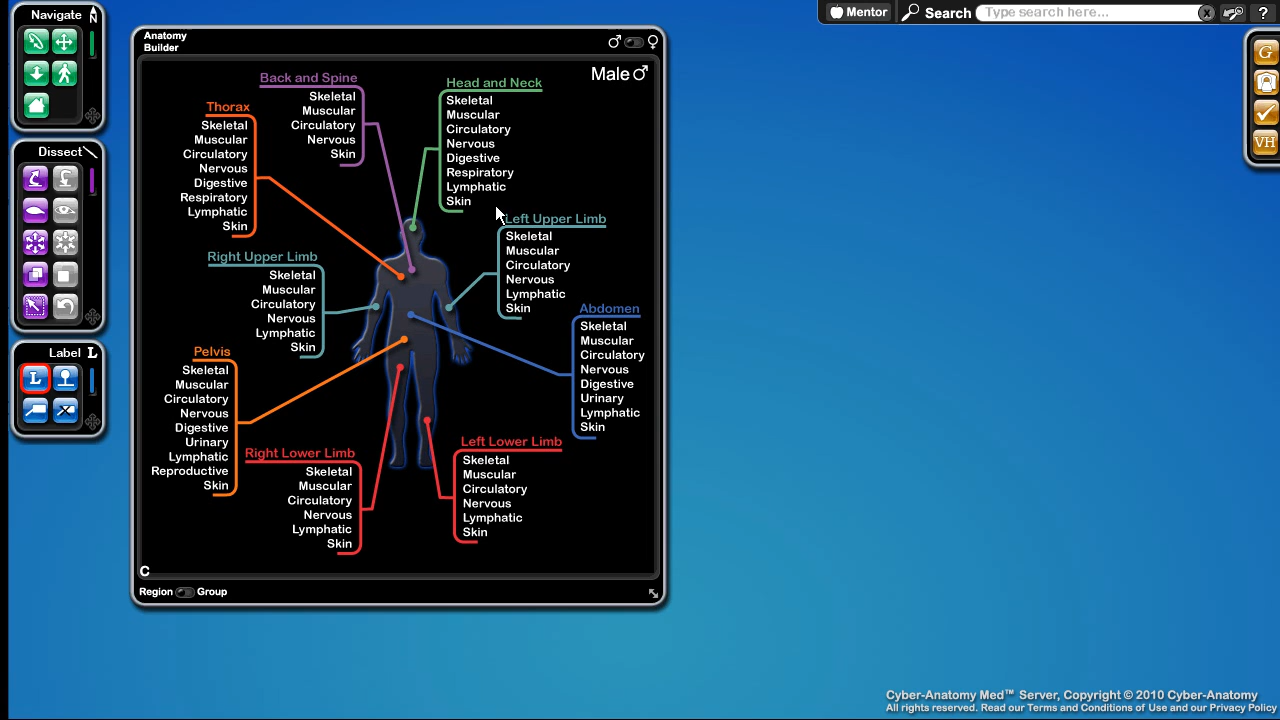 Navigate N
Dissect
Label L
L
Mentor
Search
Type search here...
X
?
G
VH
Anatomy
Builder
Male
Back and Spine
Skeletal
Muscular
Circulatory
Nervous
Skin
Head and Neck
Skeletal
Muscular
Circulatory
Nervous
Digestive
Respiratory
Lymphatic
Skin
Thorax
Skeletal
Muscular
Circulatory
Nervous
Digestive
Respiratory
Lymphatic
Skin
Left Upper Limb
Skeletal
Muscular
Circulatory
Nervous
Lymphatic
Skin
Right Upper Limb
Skeletal
Muscular
Circulatory
Nervous
Lymphatic
Skin
Abdomen
Skeletal
Muscular
Circulatory
Nervous
Digestive
Urinary
Lymphatic
Skin
Pelvis
Skeletal
Muscular
Circulatory
Nervous
Digestive
Urinary
Lymphatic
Reproductive
Skin
Right Lower Limb
Skeletal
Muscular
Circulatory
Nervous
Lymphatic
Skin
Left Lower Limb
Skeletal
Muscular
Circulatory
Nervous
Lymphatic
Skin
C
Region Group
Cyber-Anatomy Med™ Server, Copyright © 2010 Cyber-Anatomy
All rights reserved. Read our Terms and Conditions of Use and our Privacy Policy